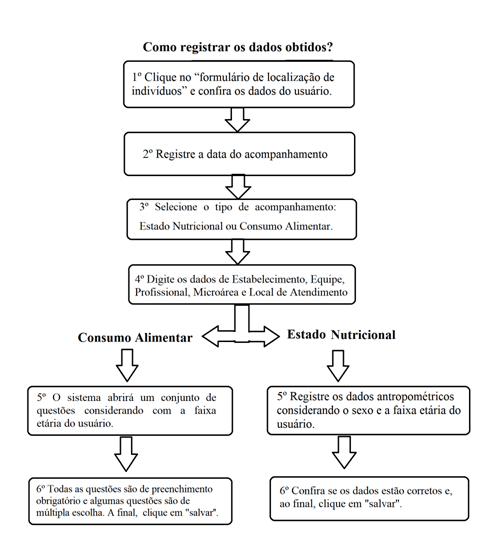 Como registrar os dados obtidos?
1º Clique no “formulário de localização de
indivíduos” e confira os dados do usuário.
2º Registre a data do acompanhamento
3º Selecione o tipo de acompanhamento:
Estado Nutricional ou Consumo Alimentar.
4º Digite os dados de Estabelecimento, Equipe,
Profissional, Microárea e Local de Atendimento
Consumo Alimentar
5º O sistema abrirá um conjunto de
questões considerando com a faixa
etária do usuário.
6º Todas as questões são de preenchimento
obrigatório e algumas questões são de
múltipla escolha. A final, clique em "salvar".
Estado Nutricional
5º Registre os dados antropométricos
considerando o sexo e a faixa etária do
usuário.
6º Confira se os dados estão corretos e,
ao final, clique em "salvar".